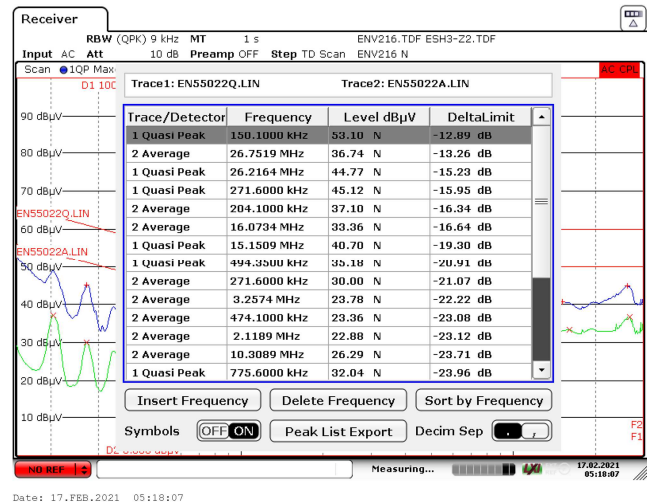 Receiver
RBW (QPK) 9 kHz MT 1 s ENV216.TDF ESH3-Z2.TDF
Input AC Att 10 dB Preamp OFF Step TD Scan ENV216 N
Scan 1QP Max AC CPL
D1 100
Trace1: EN55022Q.LIN Trace2: EN55022A.LIN
Trace/Detector Frequency Level dBµV DeltaLimit
1 Quasi Peak 150.1000 kHz 53.10 N -12.89 dB
2 Average 26.7519 MHz 36.74 N -13.26 dB
1 Quasi Peak 26.2164 MHz 44.77 N -15.23 dB
1 Quasi Peak 271.6000 kHz 45.12 N -15.95 dB
2 Average 204.1000 kHz 37.10 N -16.34 dB
2 Average 16.0734 MHz 33.36 N -16.64 dB
1 Quasi Peak 15.1509 MHz 40.70 N -19.30 dB
1 Quasi Peak 494.3500 kHz 35.18 N -20.91 dB
2 Average 271.6000 kHz 30.00 N -21.07 dB
2 Average 3.2574 MHz 23.78 N -22.22 dB
2 Average 474.1000 kHz 23.36 N -23.08 dB
2 Average 2.1189 MHz 22.88 N -23.12 dB
2 Average 10.3089 MHz 26.29 N -23.71 dB
1 Quasi Peak 775.6000 kHz 32.04 N -23.96 dB
90 dBµV
80 dBµV
70 dBµV
EN55022Q.LIN
60 dBµV
EN55022A.LIN
50 dBµV
40 dBµV
30 dBµV
20 dBµV
10 dBµV
Insert Frequency Delete Frequency Sort by Frequency
Symbols OFF ON Peak List Export Decim Sep . ,
F2
F1
NO REF Measuring... LXI 17.02.2021
05:18:07
Date: 17.FEB.2021 05:18:07